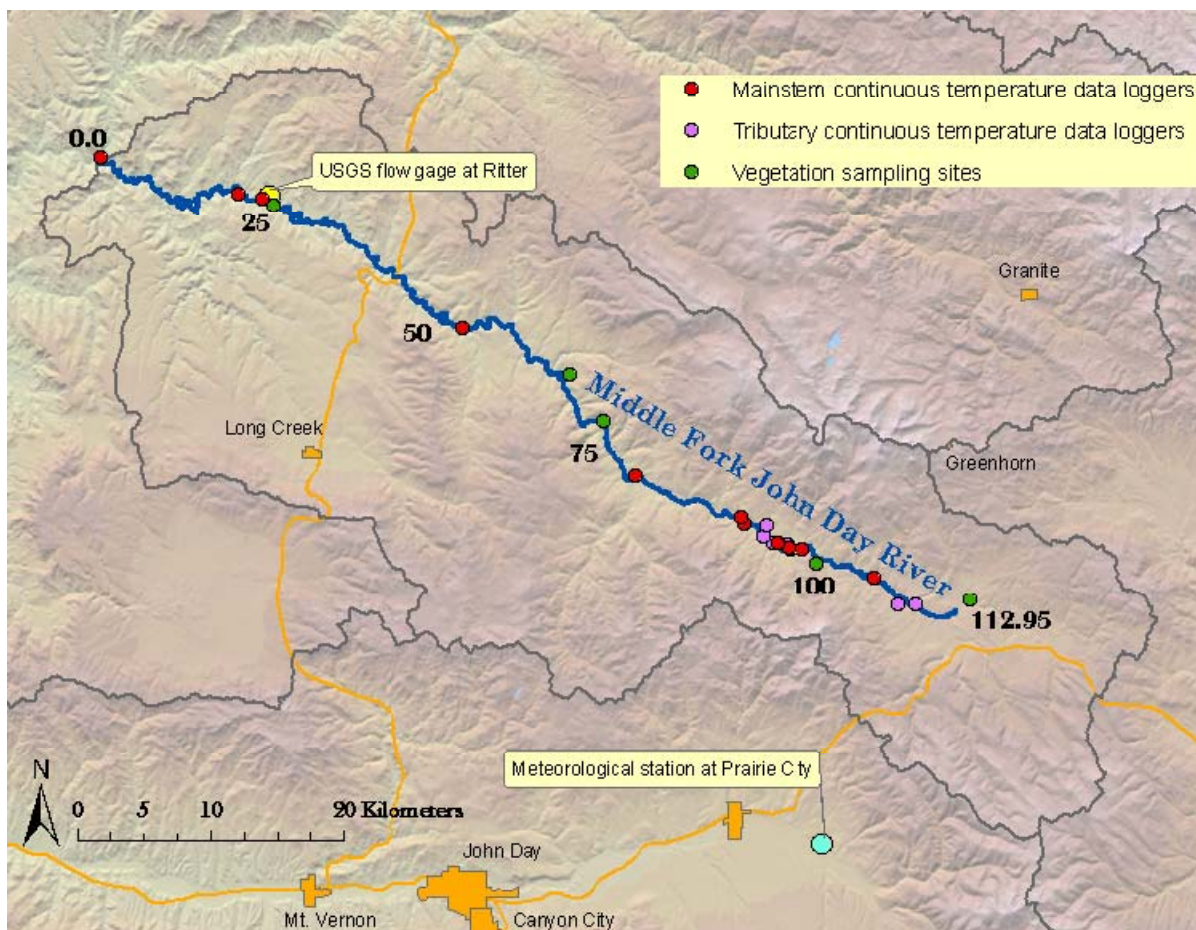 Mainstem continuous temperature data loggers
Tributary continuous temperature data loggers
Vegetation sampling sites
0.0
USGS flow gage at Ritter
25
Granite
50
Long Creek
75
Middle Fork John Day River
Greenhorn
100
112.95
Meteorological station at Prairie City
N
0 5 10 20 Kilometers
John Day
Mt. Vernon
Canyon City